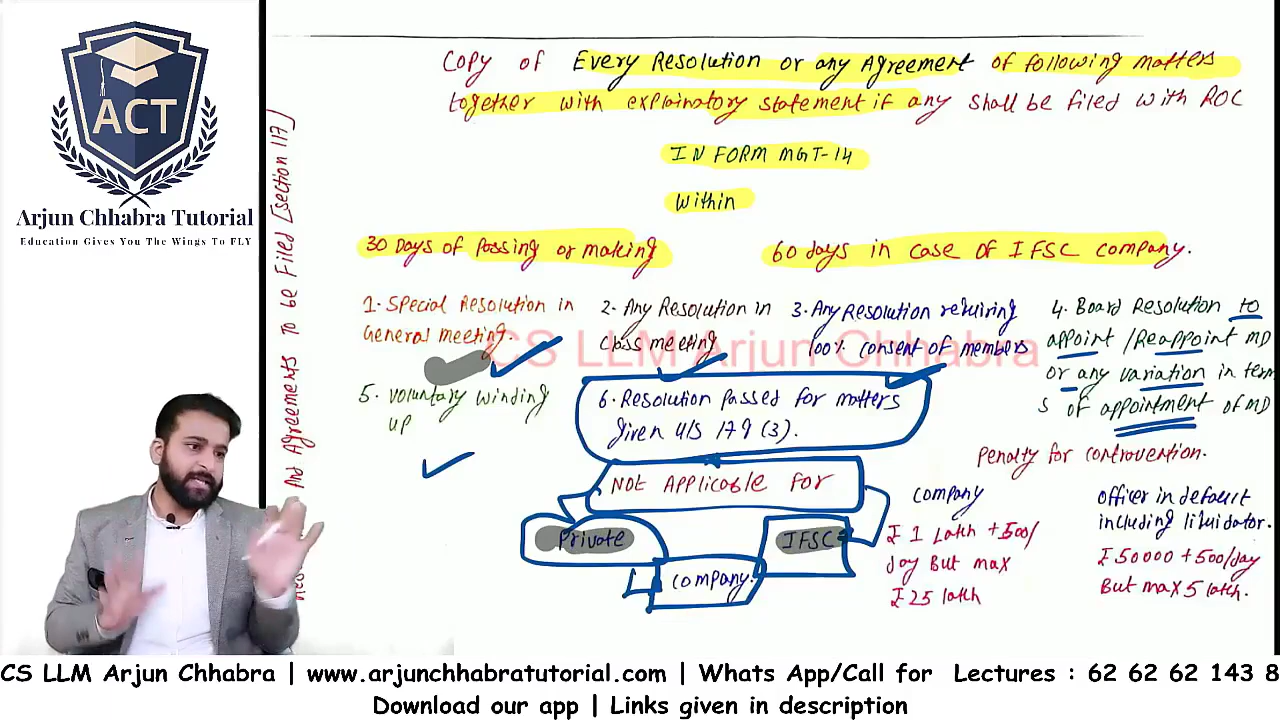 ACT
Arjun Chhabra Tutorial
Education Gives You The Wings To FLY
And Agreements To be Filed [section 117]
Copy of Every Resolution or any Agreement of following matters
together with explainatory statement if any shall be filed with ROC
IN FORM MGT-14
Within
30 Days of Passing or making
60 days in case of IFSC company.
1. Special Resolution in
General meeting.
2. Any Resolution in
class meeting
3. Any Resolution requiring
100% consent of members
4. Board Resolution to
appoint / Reappoint MD
or any variation in term
s of appointment of MD
CS LLM Arjun Chhabra
5. Voluntary winding
up
6. Resolution passed for matters
given u/s 179 (3).
NOT Applicable for
Private
IFSC
company.
Penalty for controvention.
company
₹ 1 lakh + 500/
day But max
₹ 25 lakh
officer in default
including liquidator.
₹ 50000 + 500/day
But max 5 lakh.
CS LLM Arjun Chhabra | www.arjunchhabratutorial.com | Whats App/Call for Lectures : 62 62 62 143 8
Download our app | Links given in description